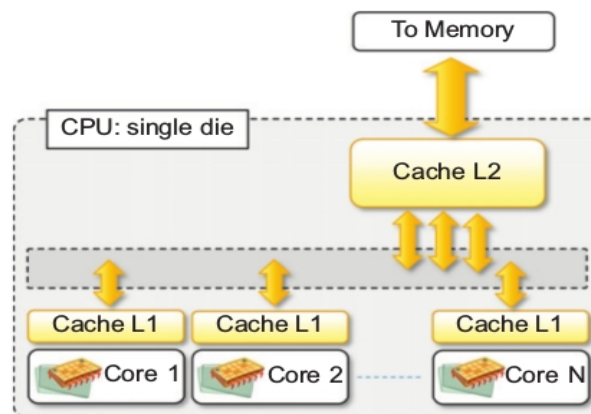 To Memory
CPU: single die
Cache L2
Cache L1
Cache L1
Cache L1
Core 1
Core 2
Core N